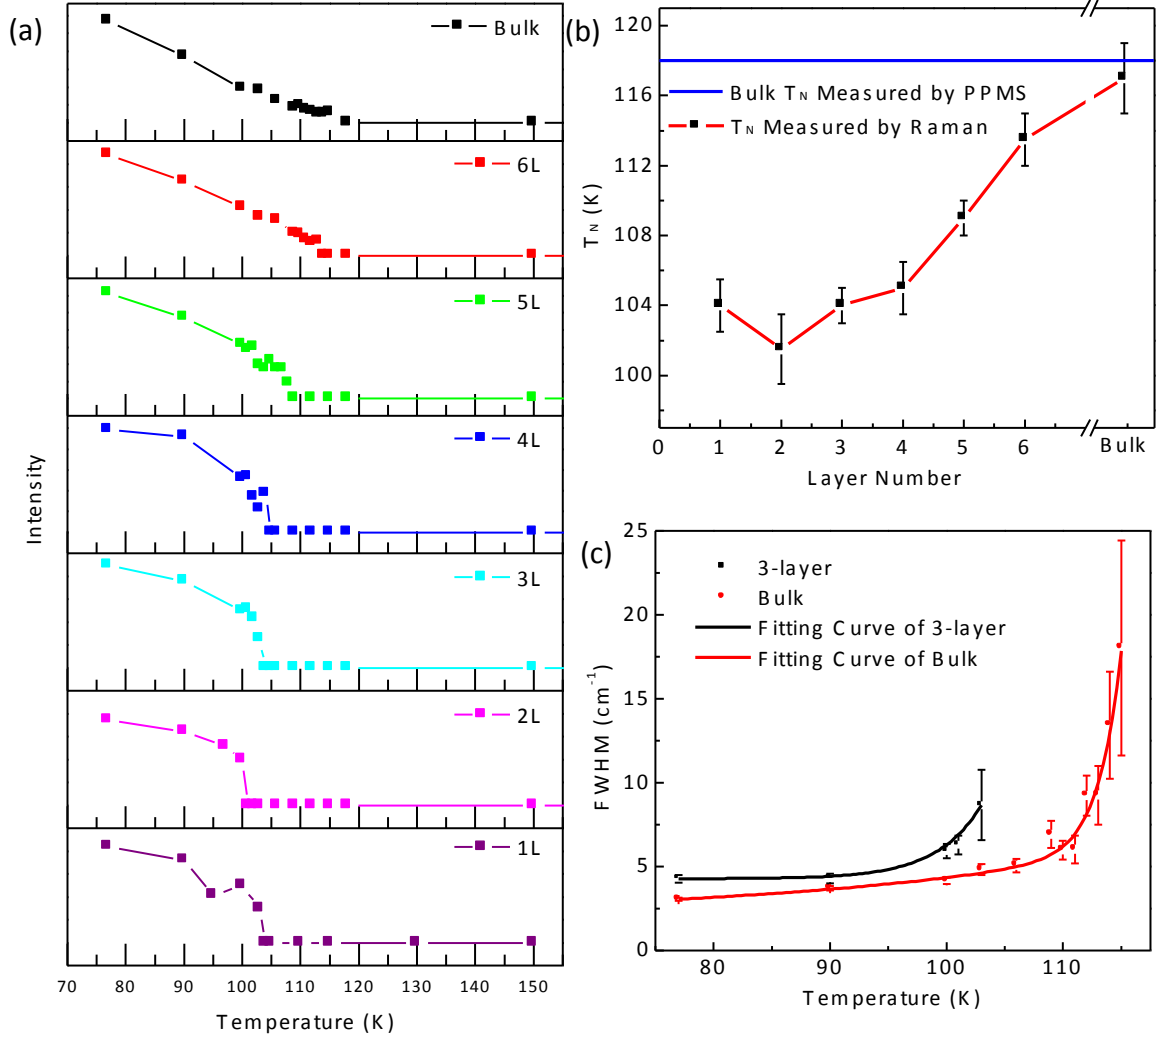 (a)
Bulk
6L
5L
4L
3L
2L
1L
Intensity
70 80 90 100 110 120 130 140 150
Temperature (K)
(b)
120
116
112
108
104
100
T_N (K)
Bulk T_N Measured by PPMS
T_N Measured by Raman
0 1 2 3 4 5 6 Bulk
Layer Number
(c)
25
20
15
10
5
0
FWHM (cm⁻¹)
3-layer
Bulk
Fitting Curve of 3-layer
Fitting Curve of Bulk
80 90 100 110
Temperature (K)